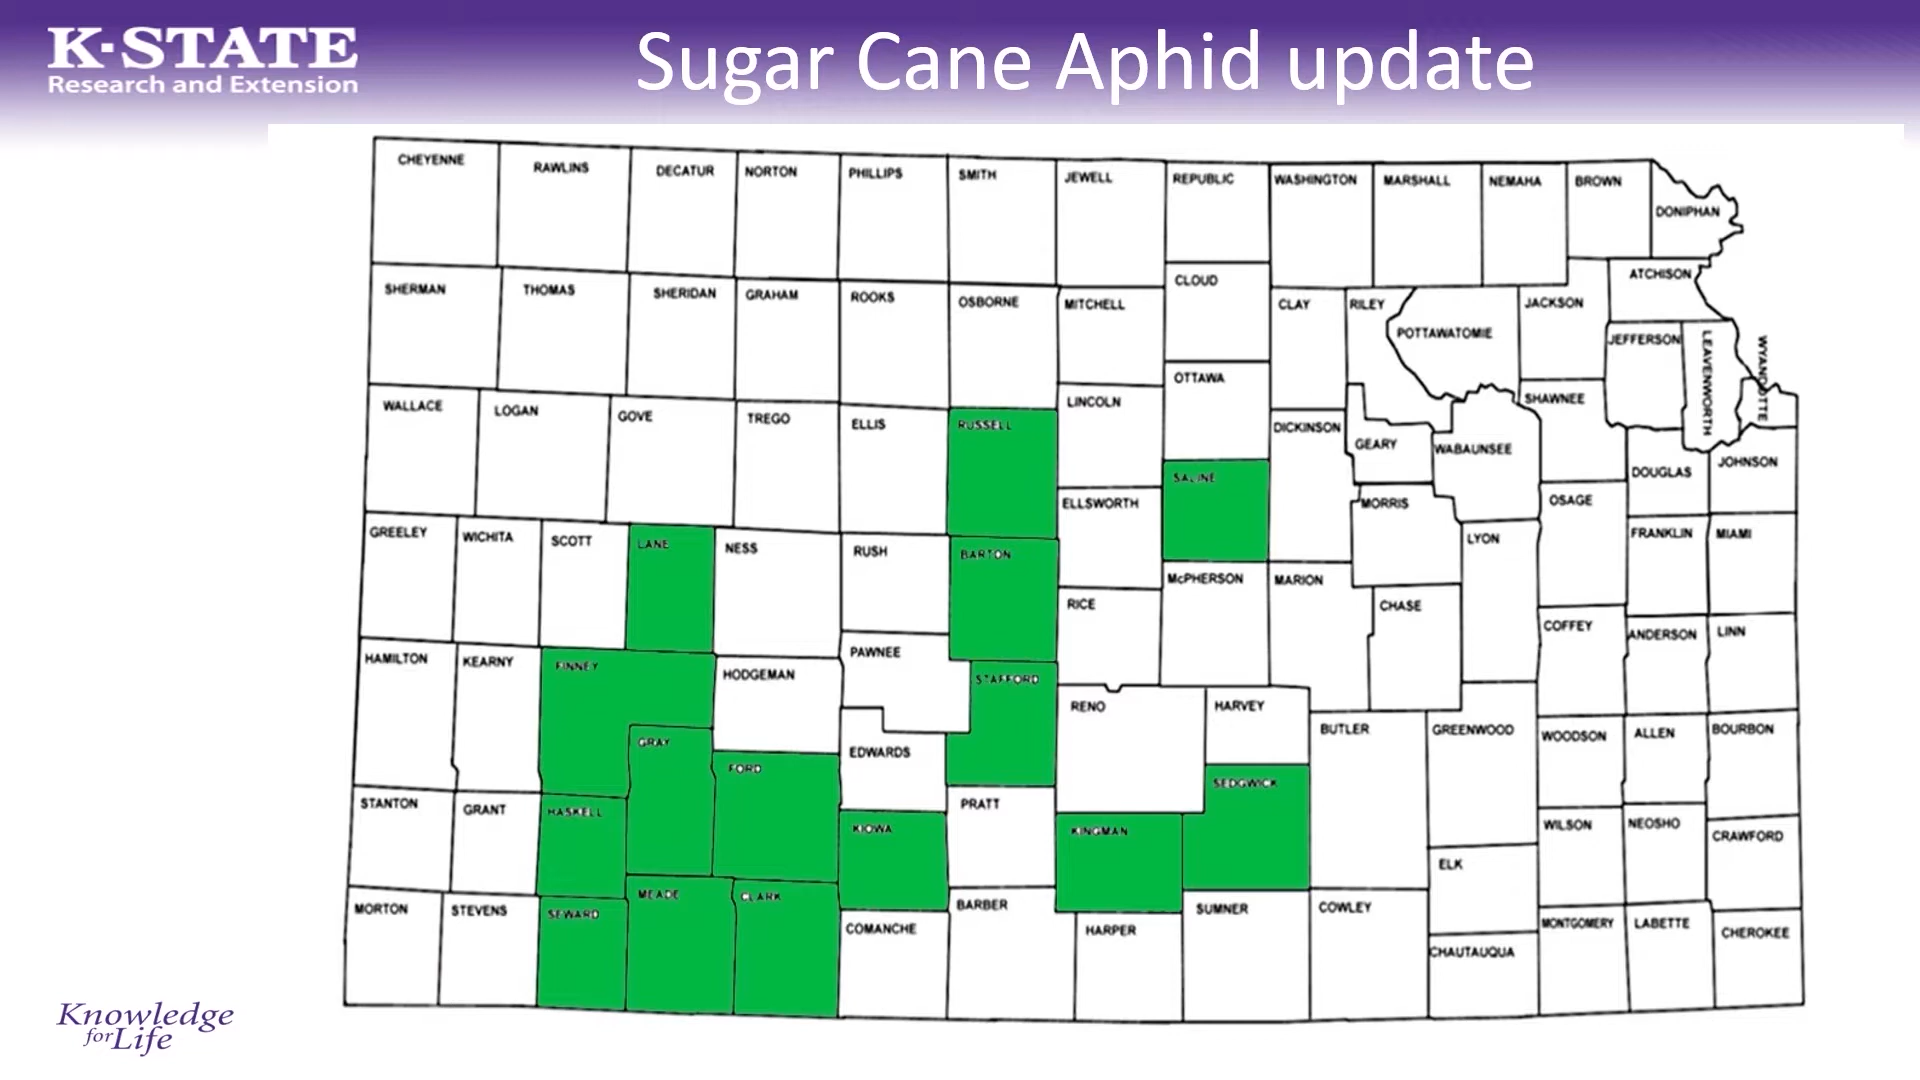 K-STATE
Research and Extension
Sugar Cane Aphid update
CHEYENNE
RAWLINS
DECATUR
NORTON
PHILLIPS
SMITH
JEWELL
REPUBLIC
WASHINGTON
MARSHALL
NEMAHA
BROWN
DONIPHAN
SHERMAN
THOMAS
SHERIDAN
GRAHAM
ROOKS
OSBORNE
MITCHELL
CLOUD
CLAY
RILEY
POTTAWATOMIE
JACKSON
ATCHISON
JEFFERSON
LEAVENWORTH
WYANDOTTE
WALLACE
LOGAN
GOVE
TREGO
ELLIS
RUSSELL
LINCOLN
OTTAWA
DICKINSON
GEARY
WABAUNSEE
SHAWNEE
DOUGLAS
JOHNSON
GREELEY
WICHITA
SCOTT
LANE
NESS
RUSH
BARTON
ELLSWORTH
SALINE
MORRIS
LYON
OSAGE
FRANKLIN
MIAMI
HAMILTON
KEARNY
FINNEY
HODGEMAN
PAWNEE
STAFFORD
RICE
McPHERSON
MARION
CHASE
COFFEY
ANDERSON
LINN
GRAY
FORD
EDWARDS
RENO
HARVEY
BUTLER
GREENWOOD
WOODSON
ALLEN
BOURBON
STANTON
GRANT
HASKELL
KIOWA
PRATT
KINGMAN
SEDGWICK
ELK
WILSON
NEOSHO
CRAWFORD
MORTON
STEVENS
SEWARD
MEADE
CLARK
COMANCHE
BARBER
HARPER
SUMNER
COWLEY
CHAUTAUQUA
MONTGOMERY
LABETTE
CHEROKEE
Knowledge
for Life